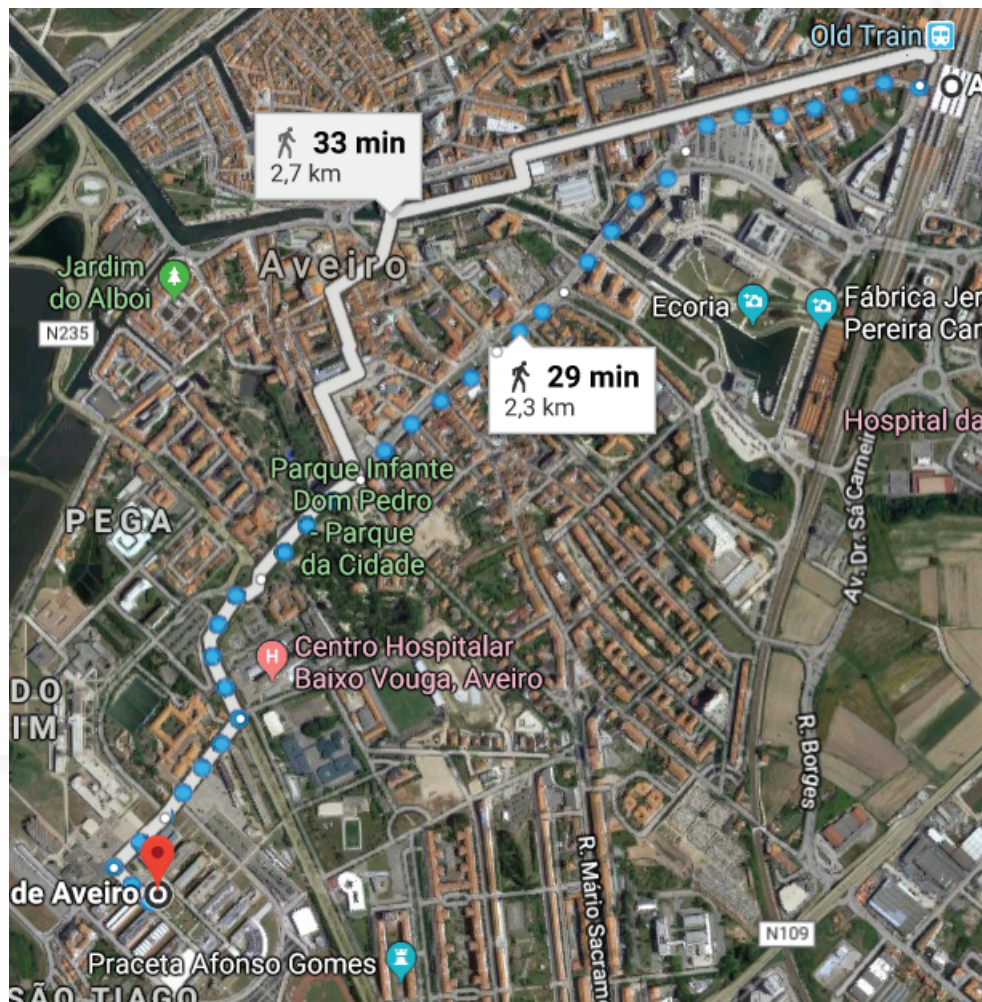 Old Train
A
33 min
2,7 km
Jardim
do Alboi
Aveiro
N235
Ecoria
Fábrica Jer
Pereira Car
29 min
2,3 km
Hospital da
Parque Infante
Dom Pedro
- Parque
da Cidade
PEGA
Av. Dr. Sá Carneir
H
Centro Hospitalar
Baixo Vouga, Aveiro
DO
IM
R. Borges
de Aveiro
R. Mário Sacram
N109
Praceta Afonso Gomes
SÃO TIAGO